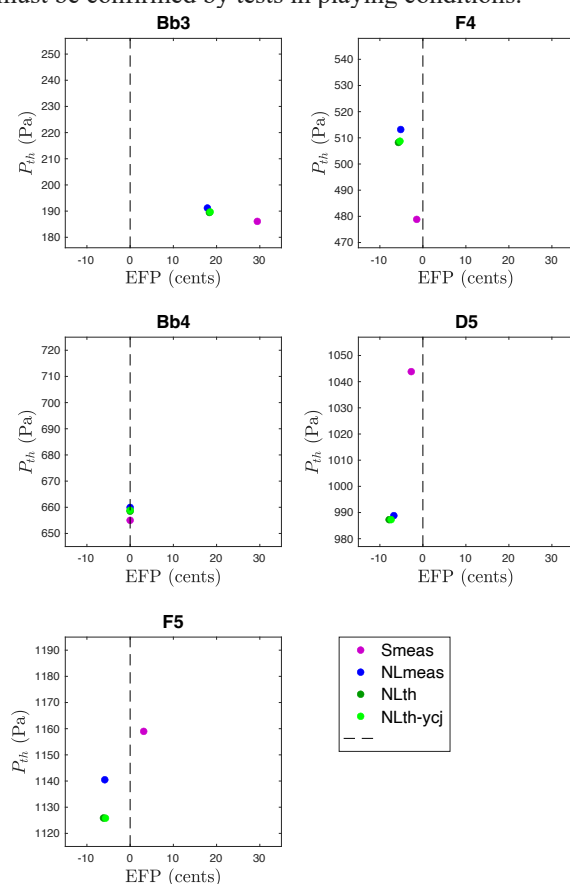 must be confirmed by tests in playing conditions.
Bb3
250
240
230
220
210
200
190
180
P_th (Pa)
-10 0 10 20 30
EFP (cents)
F4
540
530
520
510
500
490
480
470
P_th (Pa)
-10 0 10 20 30
EFP (cents)
Bb4
720
710
700
690
680
670
660
650
P_th (Pa)
-10 0 10 20 30
EFP (cents)
D5
1050
1040
1030
1020
1010
1000
990
980
P_th (Pa)
-10 0 10 20 30
EFP (cents)
F5
1190
1180
1170
1160
1150
1140
1130
1120
P_th (Pa)
-10 0 10 20 30
EFP (cents)
Smeas
NLmeas
NLth
NLth-ycj